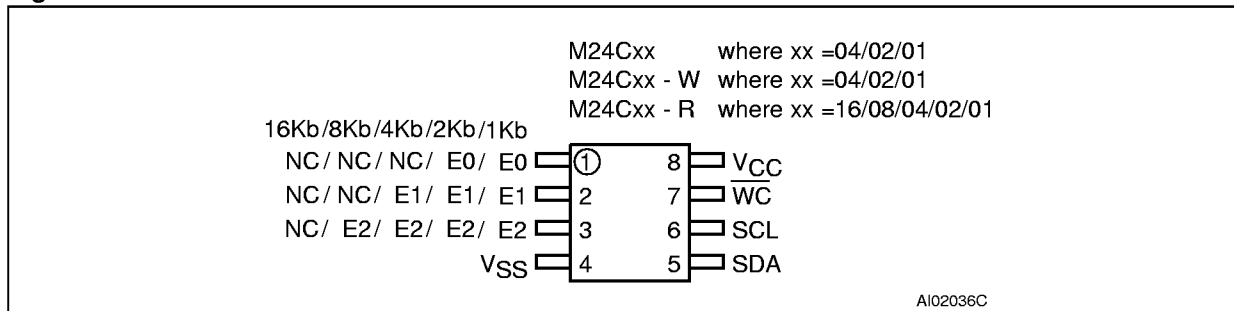 M24Cxx where xx =04/02/01
M24Cxx - W where xx =04/02/01
M24Cxx - R where xx =16/08/04/02/01
16Kb/8Kb/4Kb/2Kb/1Kb
NC/ NC/ NC/ E0/ E0 1 8 VCC
NC/ NC/ E1/ E1/ E1 2 7 W̅C̅
NC/ E2/ E2/ E2/ E2 3 6 SCL
VSS 4 5 SDA
AI02036C